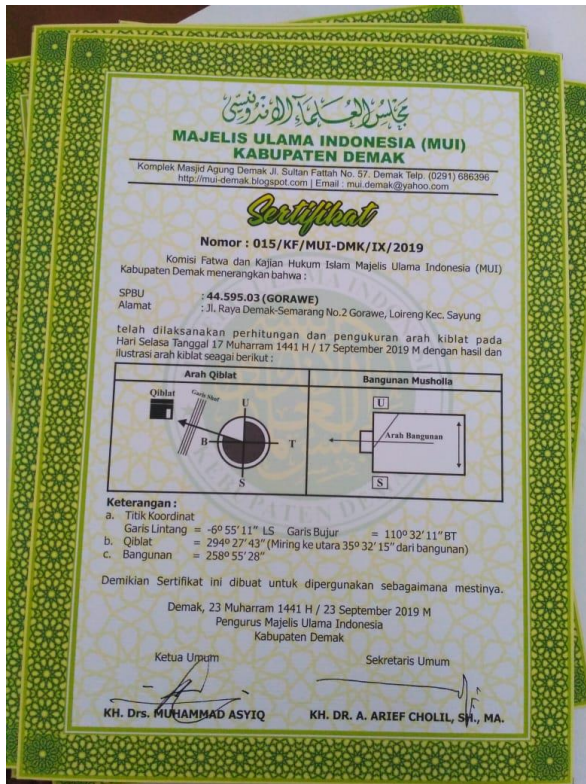 مجلس العلماء الاندونيسي
MAJELIS ULAMA INDONESIA (MUI)
KABUPATEN DEMAK
Komplek Masjid Agung Demak Jl. Sultan Fattah No. 57. Demak Telp. (0291) 686396
http://mui-demak.blogspot.com | Email : mui.demak@yahoo.com
Sertifikat
Nomor : 015/KF/MUI-DMK/IX/2019
Komisi Fatwa dan Kajian Hukum Islam Majelis Ulama Indonesia (MUI)
Kabupaten Demak menerangkan bahwa :
SPBU : 44.595.03 (GORAWE)
Alamat : Jl. Raya Demak-Semarang No.2 Gorawe, Loireng Kec. Sayung
telah dilaksanakan perhitungan dan pengukuran arah kiblat pada
Hari Selasa Tanggal 17 Muharram 1441 H / 17 September 2019 M dengan hasil dan
ilustrasi arah kiblat seagai berikut :
Arah Qiblat
Bangunan Musholla
Qiblat
Garis Shaf
U
B
T
S
U
Arah Bangunan
S
Keterangan :
a. Titik Koordinat
Garis Lintang = -6º 55' 11" LS Garis Bujur = 110º 32' 11" BT
b. Qiblat = 294º 27' 43" (Miring ke utara 35º 32' 15" dari bangunan)
c. Bangunan = 258º 55' 28"
Demikian Sertifikat ini dibuat untuk dipergunakan sebagaimana mestinya.
Demak, 23 Muharram 1441 H / 23 September 2019 M
Pengurus Majelis Ulama Indonesia
Kabupaten Demak
Ketua Umum
Sekretaris Umum
KH. Drs. MUHAMMAD ASYIQ
KH. DR. A. ARIEF CHOLIL, SH., MA.